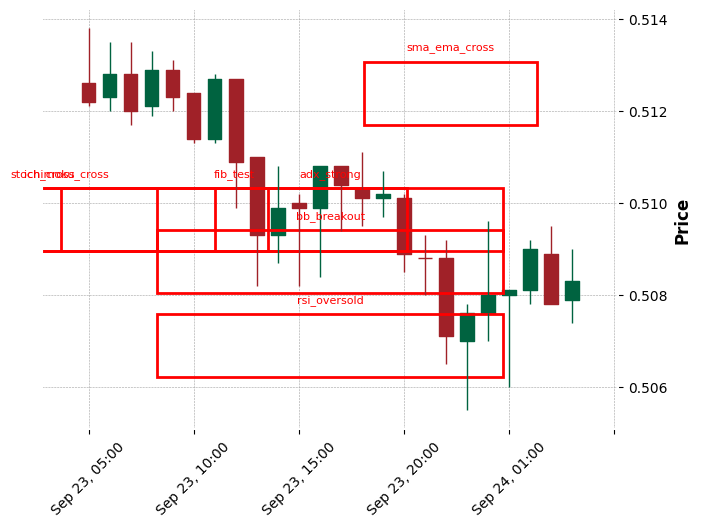 sma_ema_cross
fib_test
adx_strong
bb_breakout
rsi_oversold
0.514
0.512
0.510
0.508
0.506
Price
Sep 23, 05:00
Sep 23, 10:00
Sep 23, 15:00
Sep 23, 20:00
Sep 24, 01:00